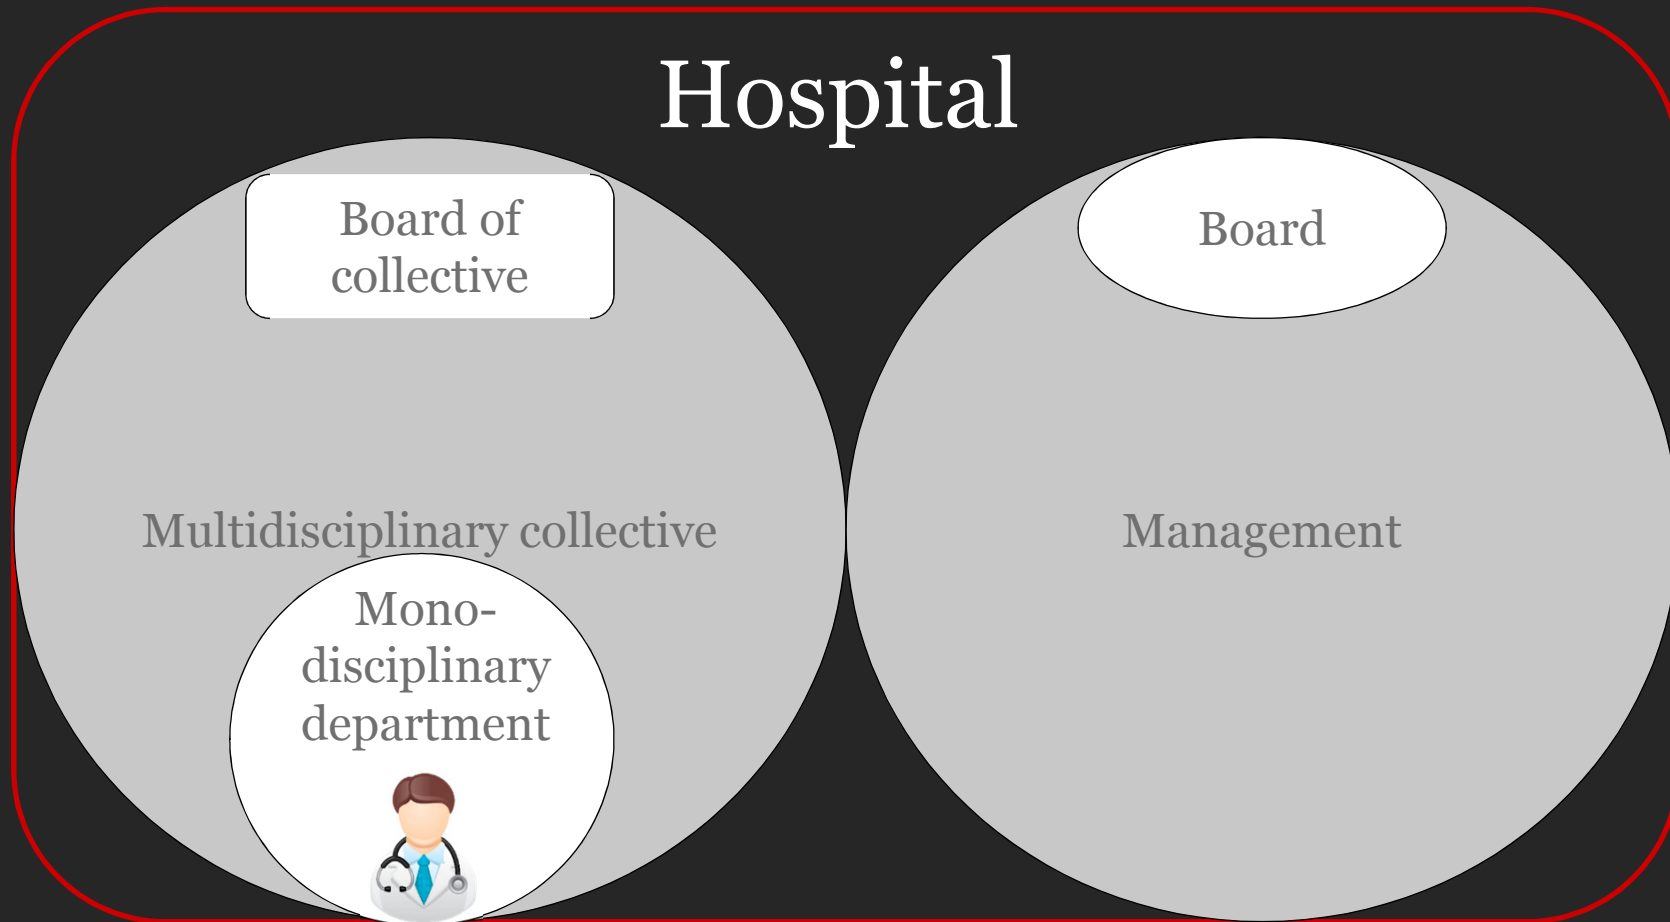 Hospital
Board of
collective
Board
Multidisciplinary collective
Management
Mono-
disciplinary
department